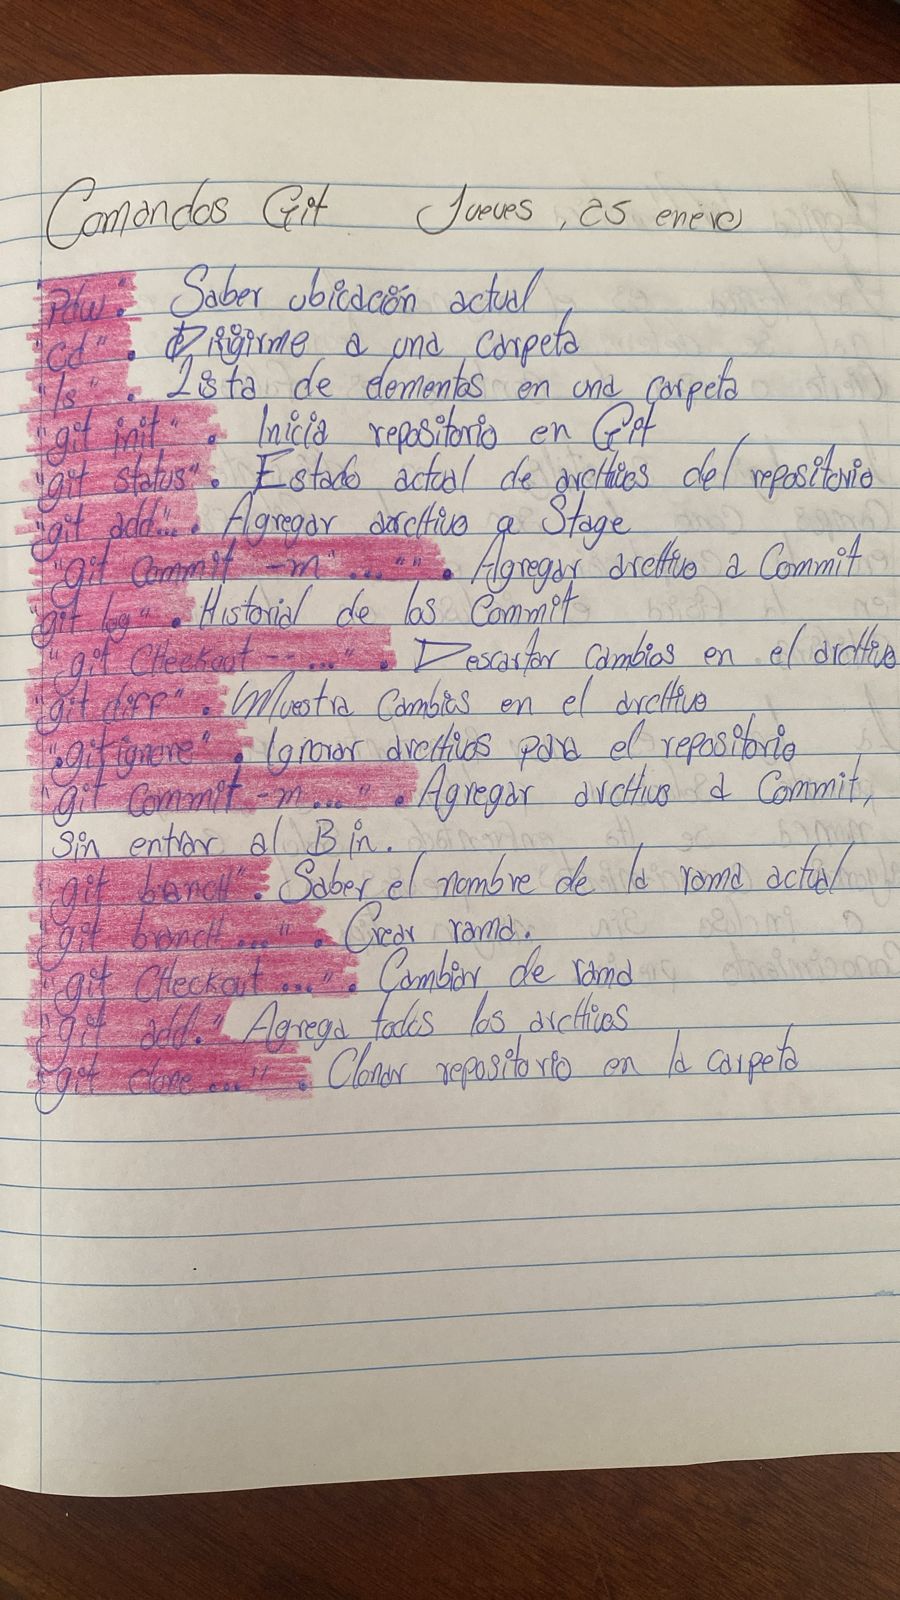 Comandos Git Jueves, 25 enero
Pdw". Saber ubicación actual
"Cd". Dirigirme a una carpeta
"ls". Lista de elementos en una carpeta
"git init". Inicia repositorio en Git
"git status". Estado actual de archivos del repositorio
"git add... . Agregar archivo a Stage
"git Commit -m "..."". Agregar archivo a Commit
"git log". Historial de los Commit
"git CHeckout -- ...". Descartar cambios en el archivo
"git diff". Muestra cambios en el archivo
".gitignore". Ignorar archivos para el repositorio
"git Commit -m ...". Agregar archivo a Commit,
Sin entrar al Bin.
"git brancH". Saber el nombre de la rama actual
"git brancH ...". Crear rama.
"git CHeckout ...". Cambiar de rama
"git add." Agrega todos los archivos
"git clone ...". Clonar repositorio en la carpeta